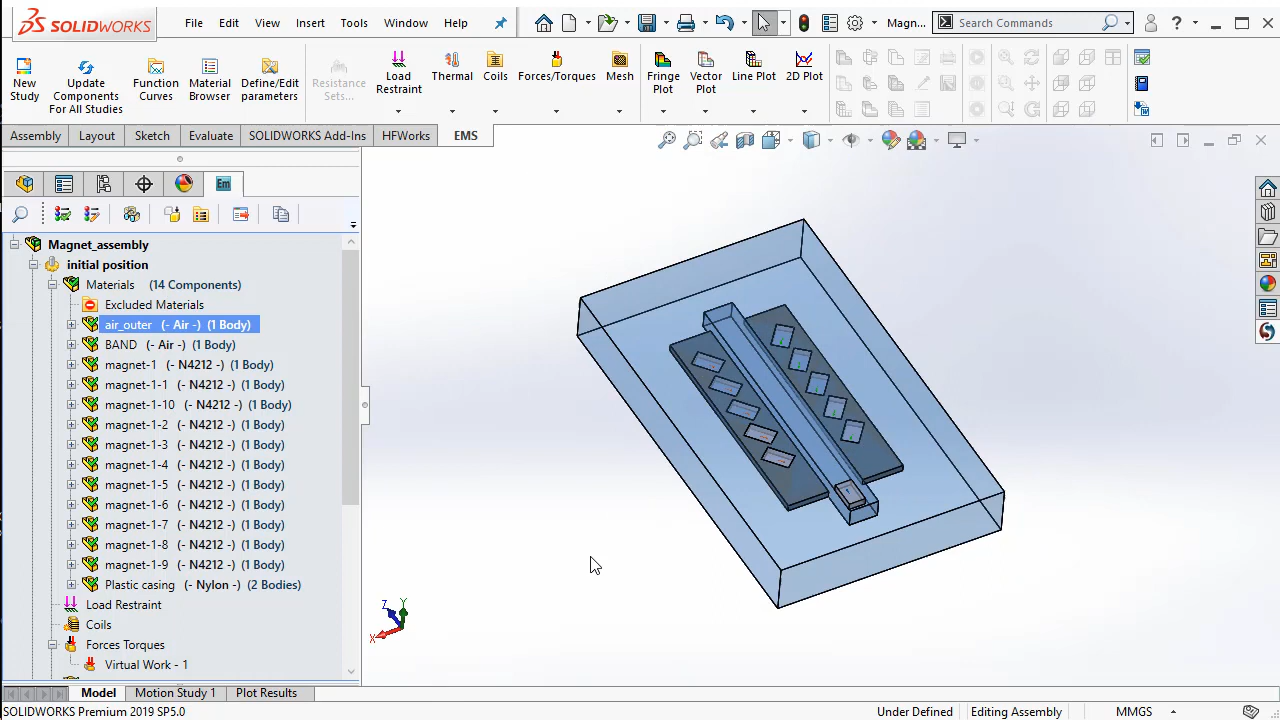 SOLIDWORKS
File Edit View Insert Tools Window Help
Magn...
Search Commands
New Study
Update Components For All Studies
Function Curves
Material Browser
Define/Edit parameters
Resistance Sets...
Load Restraint
Thermal
Coils
Forces/Torques
Mesh
Fringe Plot
Vector Plot
Line Plot
2D Plot
Assembly Layout Sketch Evaluate SOLIDWORKS Add-Ins HFWorks EMS
Magnet_assembly
initial position
Materials (14 Components)
Excluded Materials
air_outer (- Air -) (1 Body)
BAND (- Air -) (1 Body)
magnet-1 (- N4212 -) (1 Body)
magnet-1-1 (- N4212 -) (1 Body)
magnet-1-10 (- N4212 -) (1 Body)
magnet-1-2 (- N4212 -) (1 Body)
magnet-1-3 (- N4212 -) (1 Body)
magnet-1-4 (- N4212 -) (1 Body)
magnet-1-5 (- N4212 -) (1 Body)
magnet-1-6 (- N4212 -) (1 Body)
magnet-1-7 (- N4212 -) (1 Body)
magnet-1-8 (- N4212 -) (1 Body)
magnet-1-9 (- N4212 -) (1 Body)
Plastic casing (- Nylon -) (2 Bodies)
Load Restraint
Coils
Forces Torques
Virtual Work - 1
Z Y
X
Model Motion Study 1 Plot Results
SOLIDWORKS Premium 2019 SP5.0 Under Defined Editing Assembly MMGS